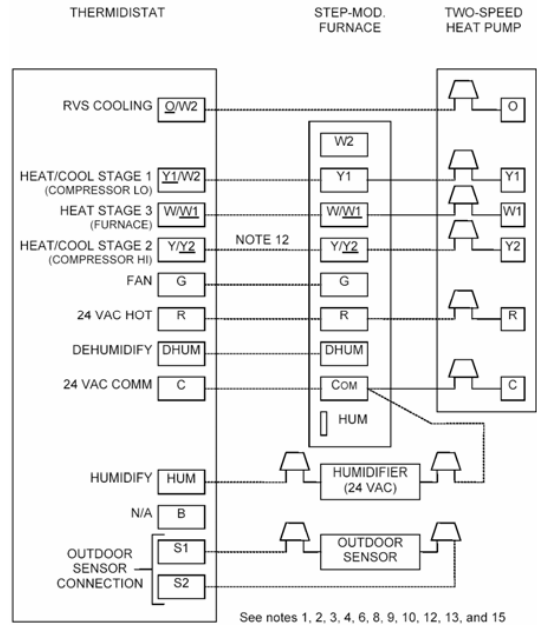 THERMIDISTAT STEP-MOD. TWO-SPEED
FURNACE HEAT PUMP
RVS COOLING O/W2 O
W2
HEAT/COOL STAGE 1 Y1/W2 Y1 Y1
(COMPRESSOR LO)
HEAT STAGE 3 W/W1 W/W1 W1
(FURNACE)
HEAT/COOL STAGE 2 Y/Y2 NOTE 12 Y/Y2 Y2
(COMPRESSOR HI)
FAN G G
24 VAC HOT R R R
DEHUMIDIFY DHUM DHUM
24 VAC COMM C COM C
HUM
HUMIDIFY HUM HUMIDIFIER
(24 VAC)
N/A B
OUTDOOR S1 OUTDOOR
SENSOR SENSOR
CONNECTION S2
See notes 1, 2, 3, 4, 6, 8, 9, 10, 12, 13, and 15